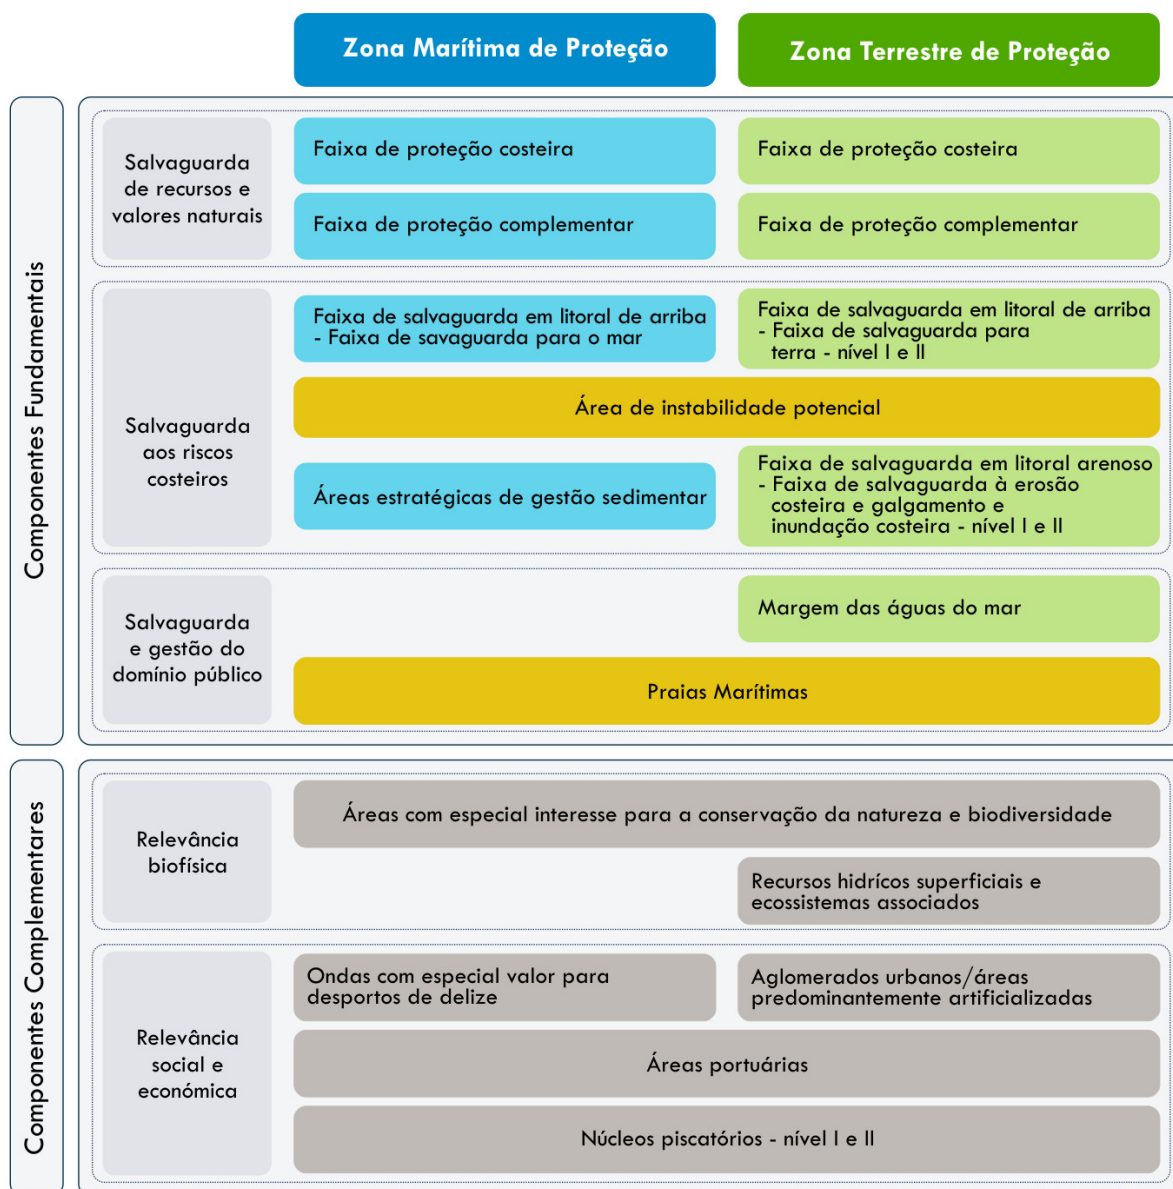 Zona Marítima de Proteção
Zona Terrestre de Proteção
Componentes Fundamentais
Salvaguarda
de recursos e
valores naturais
Faixa de proteção costeira
Faixa de proteção costeira
Faixa de proteção complementar
Faixa de proteção complementar
Salvaguarda
aos riscos
costeiros
Faixa de salvaguarda em litoral de arriba
- Faixa de savaguarda para o mar
Faixa de salvaguarda em litoral de arriba
- Faixa de salvaguarda para
terra - nível I e II
Área de instabilidade potencial
Áreas estratégicas de gestão sedimentar
Faixa de salvaguarda em litoral arenoso
- Faixa de salvaguarda à erosão
costeira e galgamento e
inundação costeira - nível I e II
Salvaguarda
e gestão do
domínio público
Margem das águas do mar
Praias Marítimas
Componentes Complementares
Relevância
biofísica
Áreas com especial interesse para a conservação da natureza e biodiversidade
Recursos hidrícos superficiais e
ecossistemas associados
Relevância
social e
económica
Ondas com especial valor para
desportos de delize
Aglomerados urbanos/áreas
predominantemente artificializadas
Áreas portuárias
Núcleos piscatórios - nível I e II